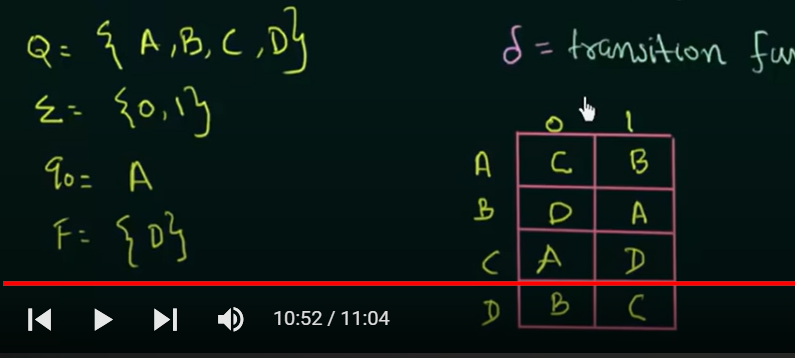 Q = { A, B, C, D }
δ = transition fun
Σ = {0, 1}
q0 = A
F = {D}
0 1
A C B
B D A
C A D
D B C
10:52 / 11:04